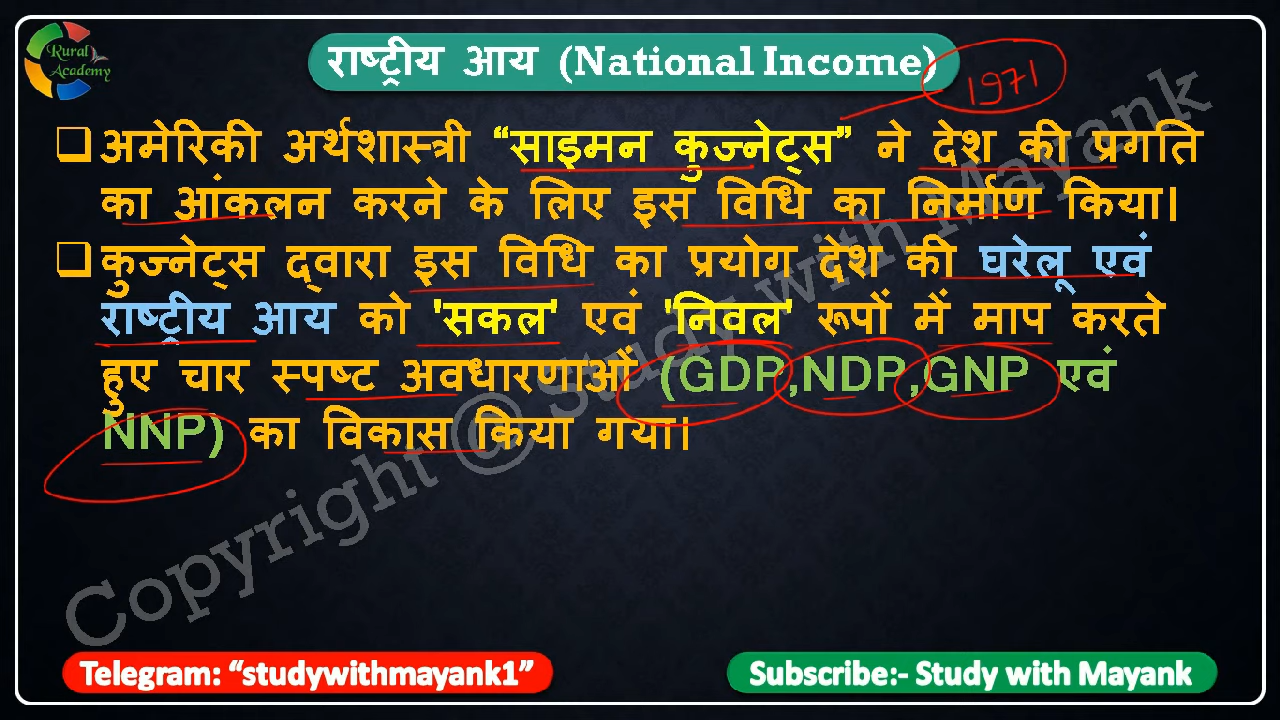 Rural
Academy
राष्ट्रीय आय (National Income)
1971
अमेरिकी अर्थशास्त्री “साइमन कुज्नेट्स” ने देश की प्रगति
का आंकलन करने के लिए इस विधि का निर्माण किया।
कुज्नेट्स द्वारा इस विधि का प्रयोग देश की घरेलू एवं
राष्ट्रीय आय को 'सकल' एवं 'निवल' रूपों में माप करते
हुए चार स्पष्ट अवधारणाओं (GDP,NDP,GNP एवं
NNP) का विकास किया गया।
Copyright © Study with Mayank
Telegram: “studywithmayank1”
Subscribe:- Study with Mayank